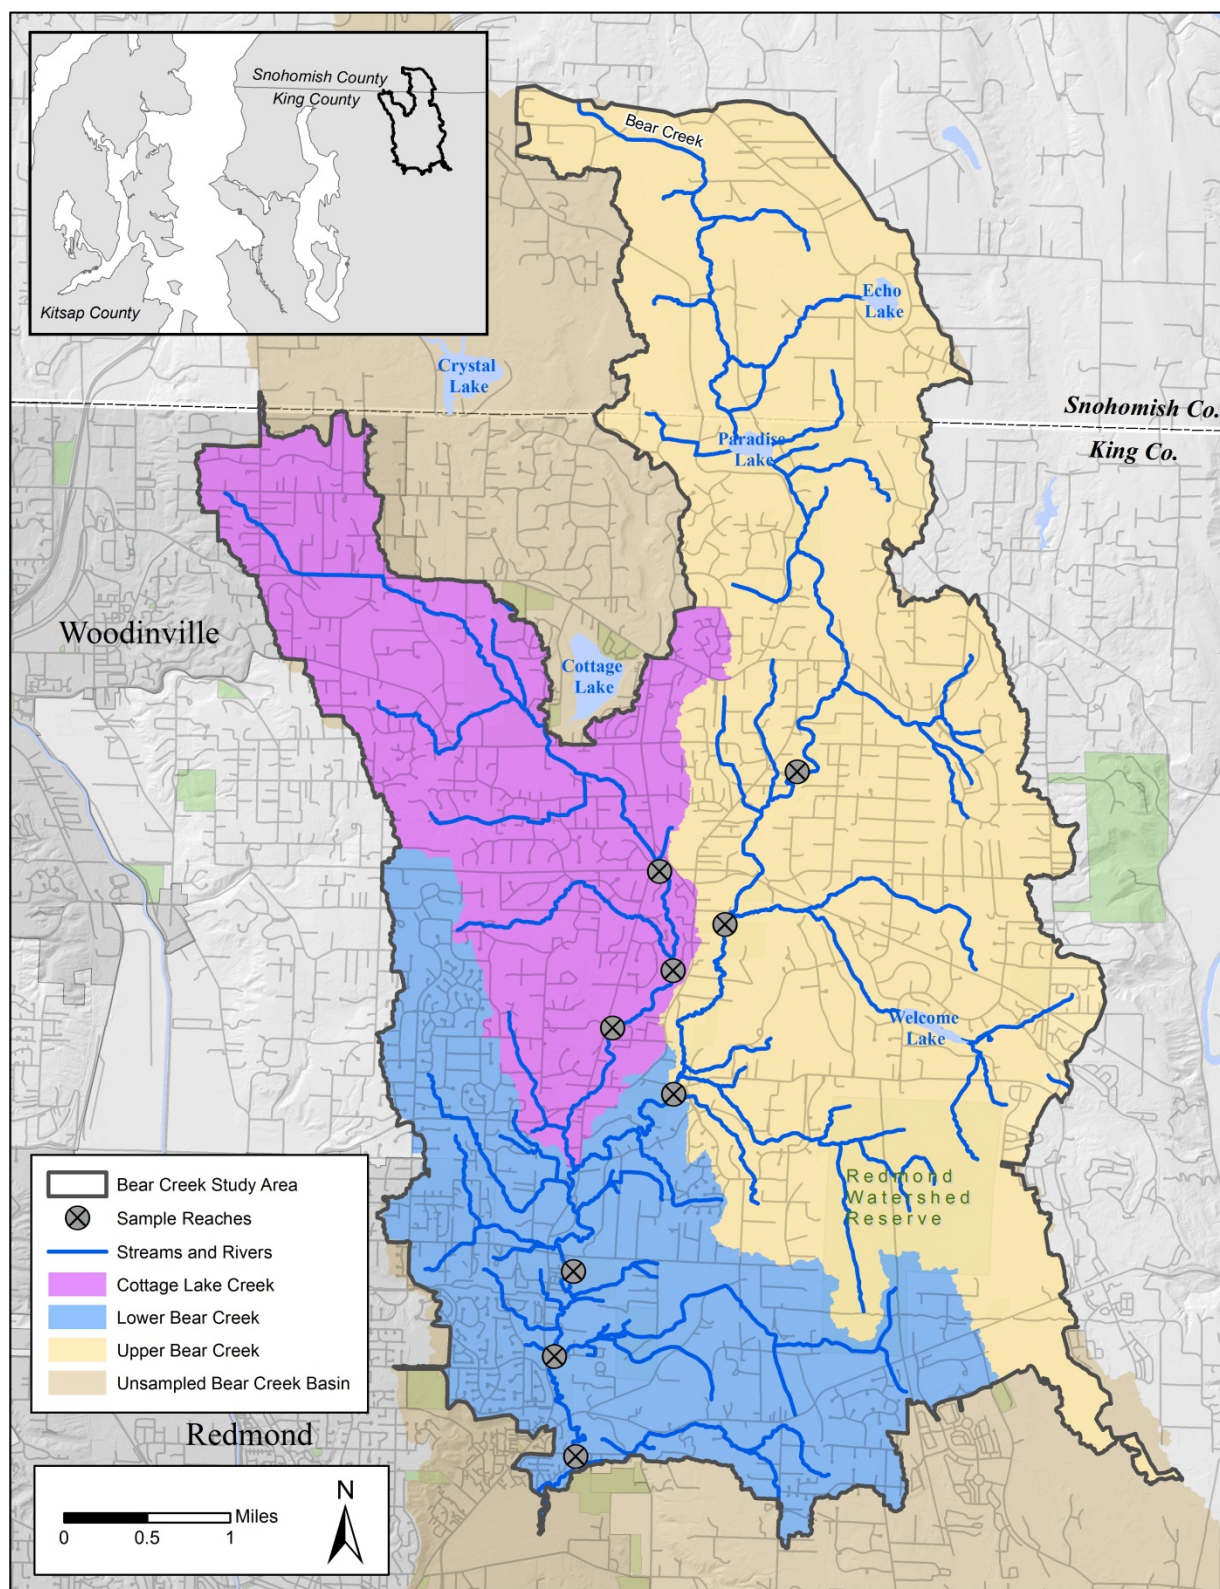 Snohomish County
King County
Kitsap County
Bear Creek
Echo
Lake
Crystal
Lake
Snohomish Co.
King Co.
Paradise
Lake
Woodinville
Cottage
Lake
Welcome
Lake
Redmond
Watershed
Reserve
Bear Creek Study Area
Sample Reaches
Streams and Rivers
Cottage Lake Creek
Lower Bear Creek
Upper Bear Creek
Unsampled Bear Creek Basin
Redmond
N
Miles
0 0.5 1